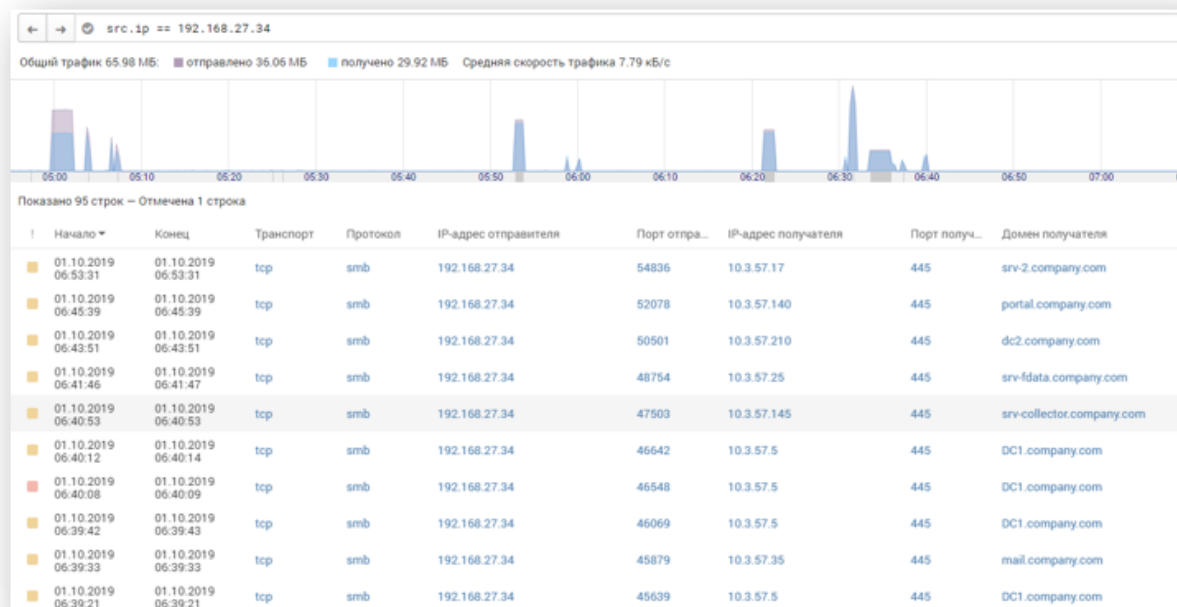 src.ip == 192.168.27.34
Общий трафик 65.98 МБ: отправлено 36.06 МБ получено 29.92 МБ Средняя скорость трафика 7.79 кБ/с
05:00 05:10 05:20 05:30 05:40 05:50 06:00 06:10 06:20 06:30 06:40 06:50 07:00
Показано 95 строк — Отмечена 1 строка
! Начало Конец Транспорт Протокол IP-адрес отправителя Порт отпра... IP-адрес получателя Порт получ... Домен получателя
01.10.2019 01.10.2019
06:53:31 06:53:31 tcp smb 192.168.27.34 54836 10.3.57.17 445 srv-2.company.com
01.10.2019 01.10.2019
06:45:39 06:45:39 tcp smb 192.168.27.34 52078 10.3.57.140 445 portal.company.com
01.10.2019 01.10.2019
06:43:51 06:43:51 tcp smb 192.168.27.34 50501 10.3.57.210 445 dc2.company.com
01.10.2019 01.10.2019
06:41:46 06:41:47 tcp smb 192.168.27.34 48754 10.3.57.25 445 srv-fdata.company.com
01.10.2019 01.10.2019
06:40:53 06:40:53 tcp smb 192.168.27.34 47503 10.3.57.145 445 srv-collector.company.com
01.10.2019 01.10.2019
06:40:12 06:40:14 tcp smb 192.168.27.34 46642 10.3.57.5 445 DC1.company.com
01.10.2019 01.10.2019
06:40:08 06:40:09 tcp smb 192.168.27.34 46548 10.3.57.5 445 DC1.company.com
01.10.2019 01.10.2019
06:39:42 06:39:43 tcp smb 192.168.27.34 46069 10.3.57.5 445 DC1.company.com
01.10.2019 01.10.2019
06:39:33 06:39:33 tcp smb 192.168.27.34 45879 10.3.57.35 445 mail.company.com
01.10.2019 01.10.2019
06:39:21 06:39:21 tcp smb 192.168.27.34 45639 10.3.57.5 445 DC1.company.com